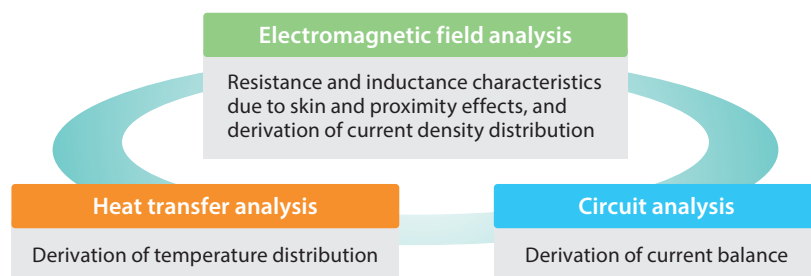 Electromagnetic field analysis
Resistance and inductance characteristics
due to skin and proximity effects, and
derivation of current density distribution
Heat transfer analysis
Derivation of temperature distribution
Circuit analysis
Derivation of current balance